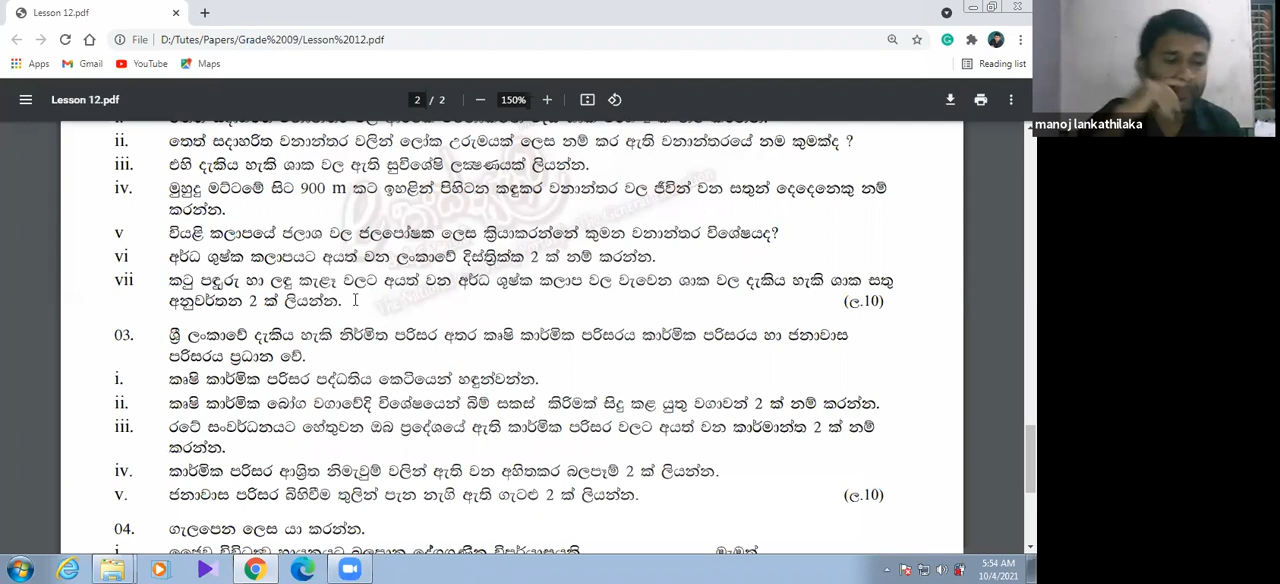 Lesson 12.pdf
File D:/Tutes/Papers/Grade%2009/Lesson%2012.pdf
Apps Gmail YouTube Maps Reading list
Lesson 12.pdf 2 / 2 150%
manoj lankathilaka
ii. තෙත් සදාහරිත වනාන්තර වලින් ලෝක උරුමයක් ලෙස නම් කර ඇති වනාන්තරයේ නම කුමක්ද ?
iii. එහි දැකිය හැකි ශාක වල ඇති සුවිශේෂි ලක්ෂණයක් ලියන්න.
iv. මුහුදු මට්ටමේ සිට 900 m කට ඉහළින් පිහිටන කඳුකර වනාන්තර වල ජීවින් වන සතුන් දෙදෙනෙකු නම්
කරන්න.
v වියළි කලාපයේ ජලාශ වල ජලපෝෂක ලෙස ක්‍රියාකරන්නේ කුමන වනාන්තර විශේෂයද?
vi අර්ධ ශුෂ්ක කලාපයට අයත් වන ලංකාවේ දිස්ත්‍රික්ක 2 ක් නම් කරන්න.
vii කටු පඳුරු හා ලඳු කැළෑ වලට අයත් වන අර්ධ ශුෂ්ක කලාප වල වැවෙන ශාක වල දැකිය හැකි ශාක සතු
අනුවර්තන 2 ක් ලියන්න. (ල.10)
03. ශ්‍රී ලංකාවේ දැකිය හැකි නිර්මිත පරිසර අතර කෘෂි කාර්මික පරිසරය කාර්මික පරිසරය හා ජනාවාස
පරිසරය ප්‍රධාන වේ.
i. කෘෂි කාර්මික පරිසර පද්ධතිය කෙටියෙන් හඳුන්වන්න.
ii. කෘෂි කාර්මික බෝග වගාවේදි විශේෂයෙන් බිම් සකස් කිරිමක් සිදු කළ යුතු වගාවන් 2 ක් නම් කරන්න.
iii. රටේ සංවර්ධනයට හේතුවන ඔබ ප්‍රදේශයේ ඇති කාර්මික පරිසර වලට අයත් වන කාර්මාන්ත 2 ක් නම්
කරන්න.
iv. කාර්මික පරිසර ආශ්‍රිත නිමැවුම් වලින් ඇති වන අහිතකර බලපෑම් 2 ක් ලියන්න.
v. ජනාවාස පරිසර බිහිවීම තුලින් පැන නැගි ඇති ගැටළු 2 ක් ලියන්න. (ල.10)
04. ගැලපෙන ලෙස යා කරන්න.
5:54 AM
10/4/2021